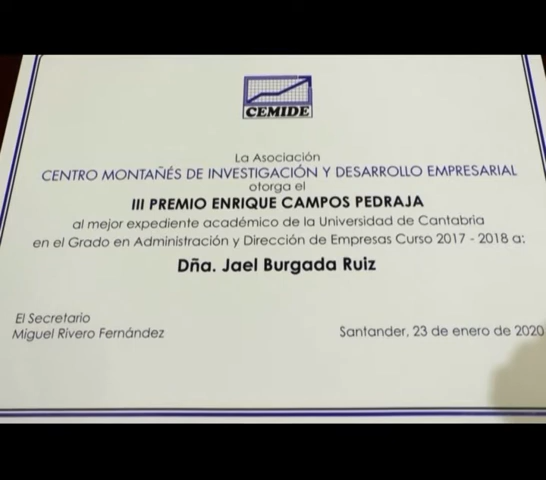 CEMIDE
La Asociación
CENTRO MONTAÑÉS DE INVESTIGACIÓN Y DESARROLLO EMPRESARIAL
otorga el
III PREMIO ENRIQUE CAMPOS PEDRAJA
al mejor expediente académico de la Universidad de Cantabria
en el Grado en Administración y Dirección de Empresas Curso 2017 - 2018 a:
Dña. Jael Burgada Ruiz
El Secretario
Miguel Rivero Fernández
Santander, 23 de enero de 2020